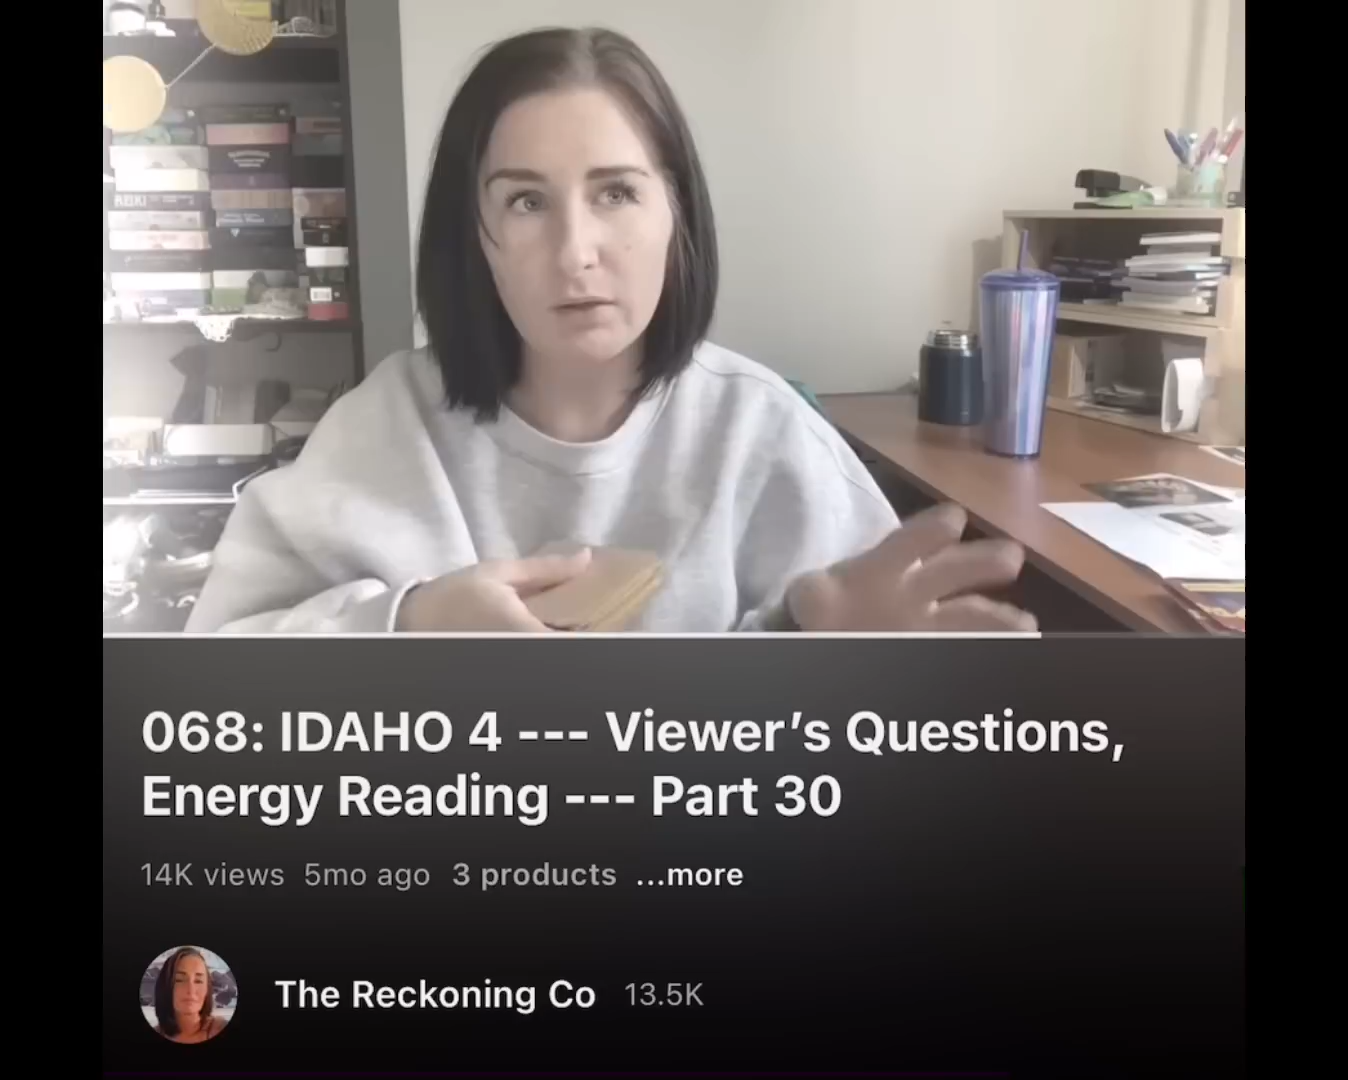 REIKI
068: IDAHO 4 --- Viewer’s Questions,
Energy Reading --- Part 30
14K views 5mo ago 3 products ...more
The Reckoning Co 13.5K